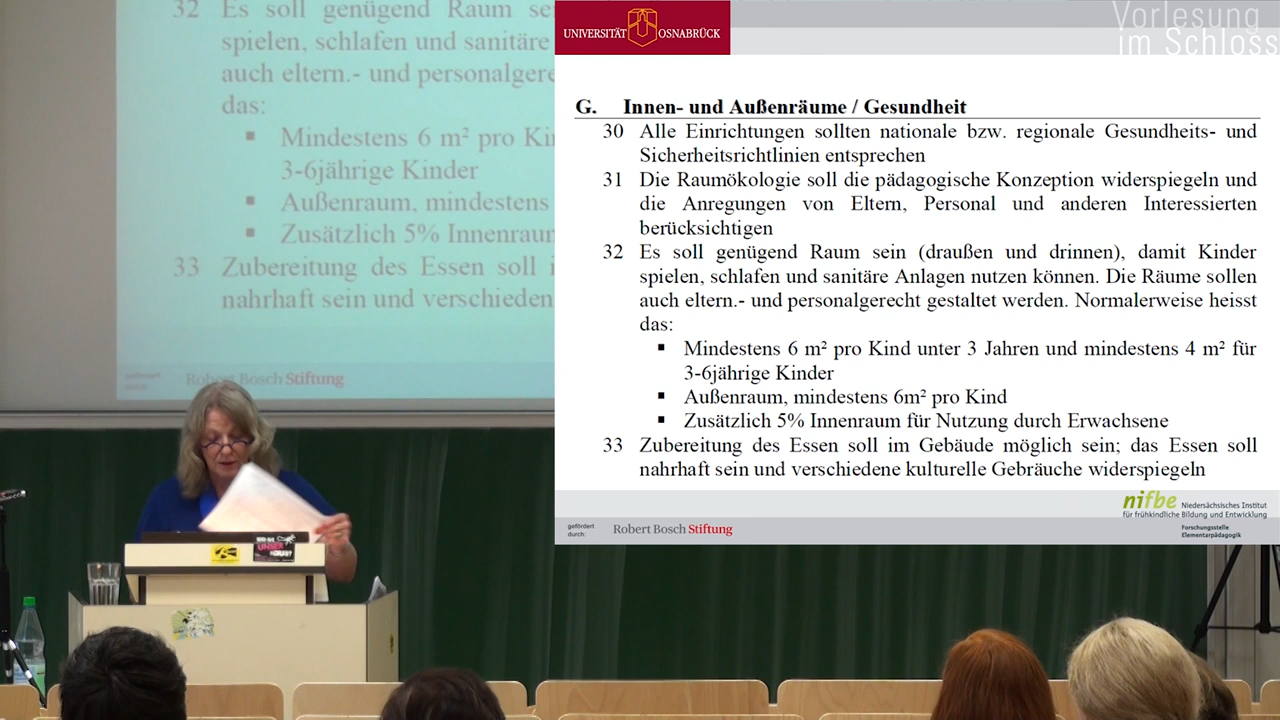 32 Es soll genügend Raum se
spielen, schlafen und sanitäre
auch eltern.- und personalgere
das:
▪ Mindestens 6 m² pro Kin
3-6jährige Kinder
▪ Außenraum, mindestens
▪ Zusätzlich 5% Innenraum
33 Zubereitung des Essen soll i
nahrhaft sein und verschieden
Robert Bosch Stiftung
UNIVERSITÄT OSNABRÜCK
Vorlesung
im Schloss
G. Innen- und Außenräume / Gesundheit
30 Alle Einrichtungen sollten nationale bzw. regionale Gesundheits- und
Sicherheitsrichtlinien entsprechen
31 Die Raumökologie soll die pädagogische Konzeption widerspiegeln und
die Anregungen von Eltern, Personal und anderen Interessierten
berücksichtigen
32 Es soll genügend Raum sein (draußen und drinnen), damit Kinder
spielen, schlafen und sanitäre Anlagen nutzen können. Die Räume sollen
auch eltern.- und personalgerecht gestaltet werden. Normalerweise heisst
das:
▪ Mindestens 6 m² pro Kind unter 3 Jahren und mindestens 4 m² für
3-6jährige Kinder
▪ Außenraum, mindestens 6m² pro Kind
▪ Zusätzlich 5% Innenraum für Nutzung durch Erwachsene
33 Zubereitung des Essen soll im Gebäude möglich sein; das Essen soll
nahrhaft sein und verschiedene kulturelle Gebräuche widerspiegeln
gefördert
durch:
Robert Bosch Stiftung
nifbe Niedersächsisches Institut
für frühkindliche Bildung und Entwicklung
Forschungsstelle
Elementarpädagogik
UNSER